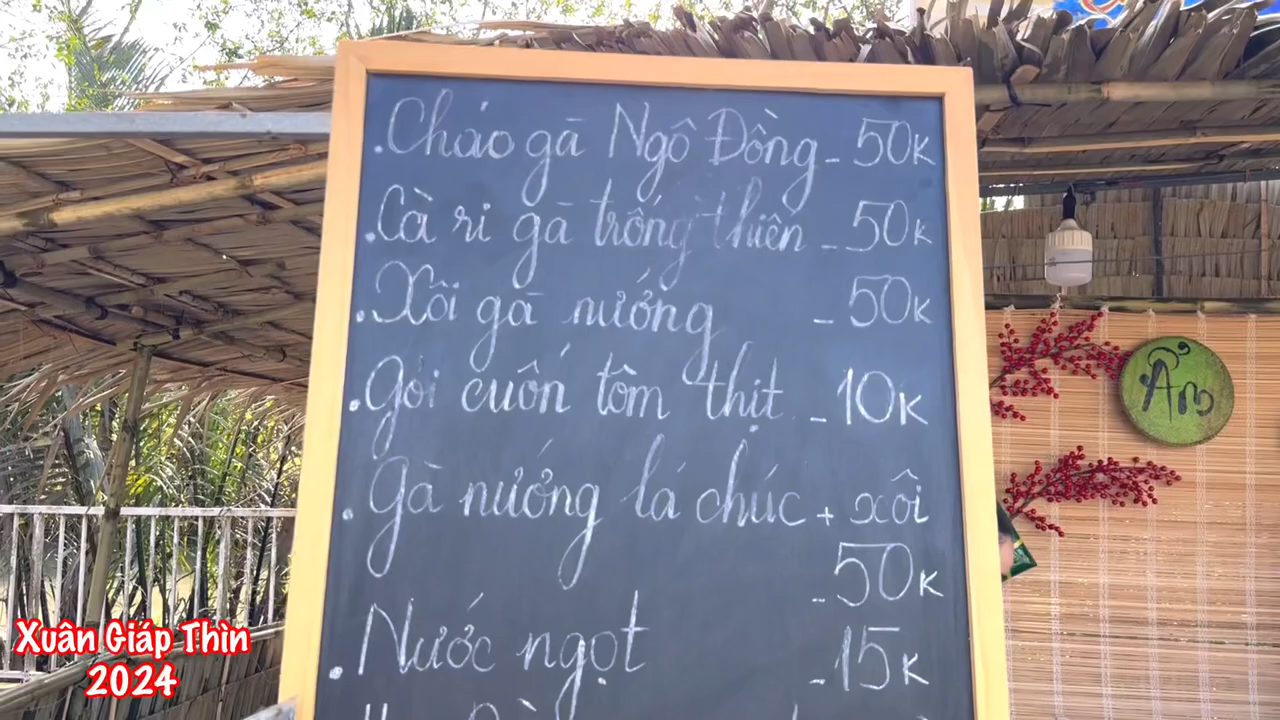 . Cháo gà Ngô Đồng - 50K
. Cà ri gà trống thiến - 50K
. Xôi gà nướng - 50K
. Gỏi cuốn tôm thịt - 10K
. Gà nướng lá chúc + xôi
- 50K
. Nước ngọt - 15K
Ẩm
Xuân Giáp Thìn
2024